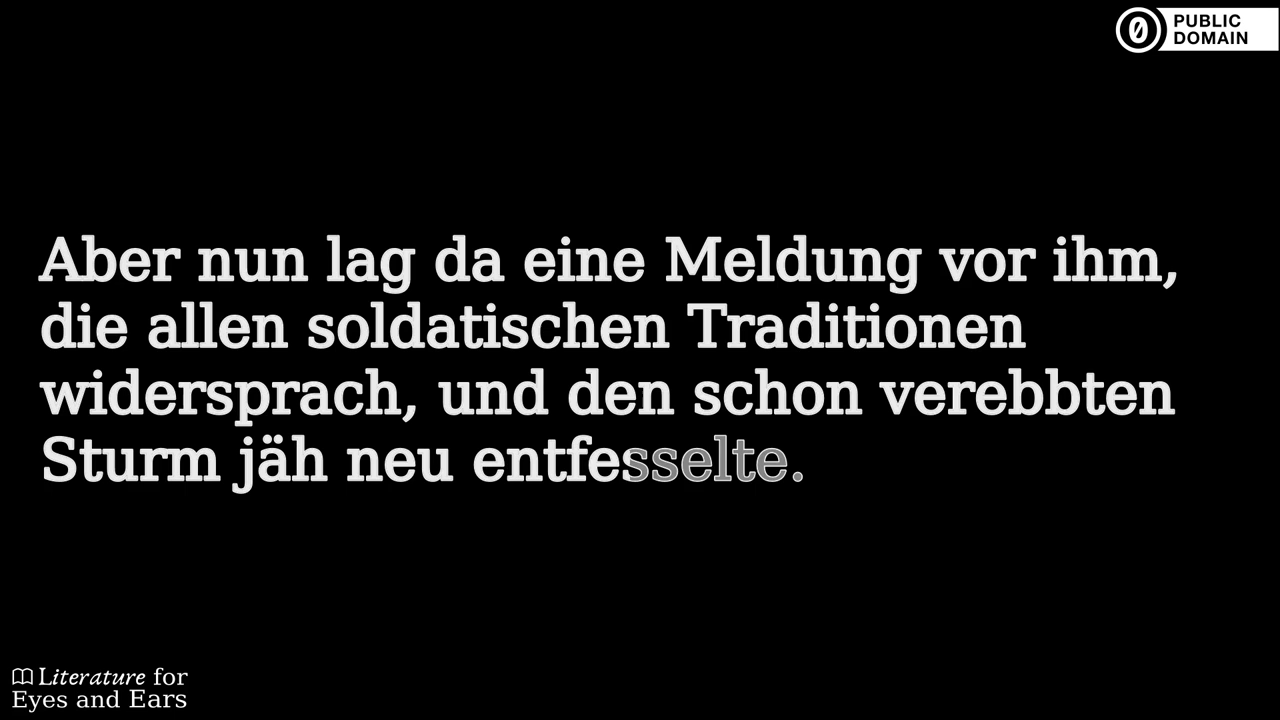 PUBLIC
DOMAIN
Aber nun lag da eine Meldung vor ihm,
die allen soldatischen Traditionen
widersprach, und den schon verebbten
Sturm jäh neu entfesselte.
Literature for
Eyes and Ears